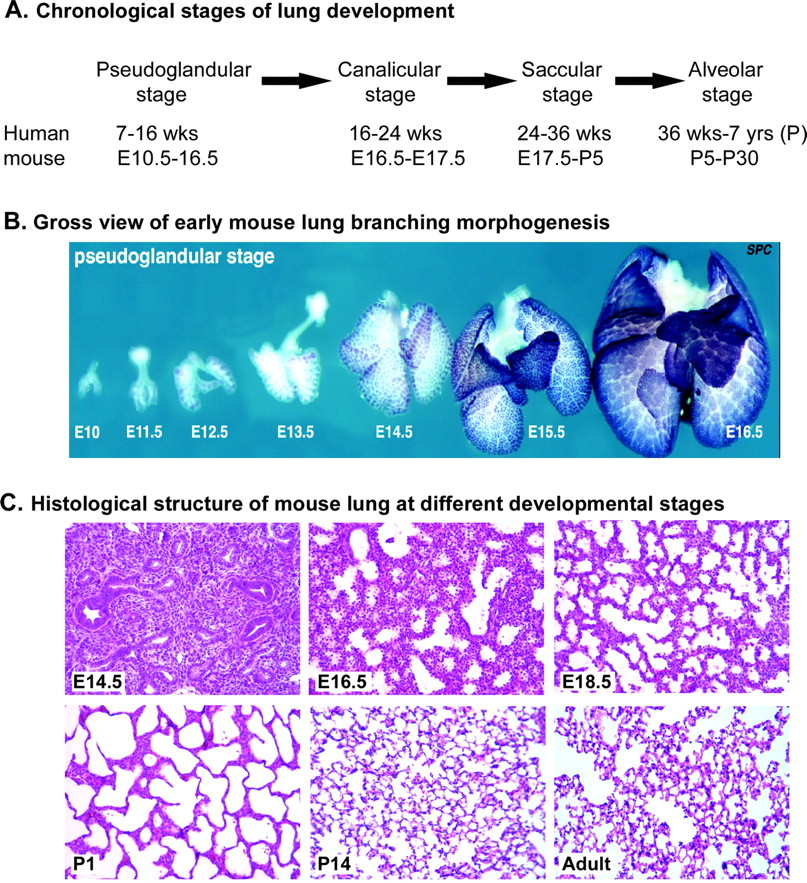 A. Chronological stages of lung development
Pseudoglandular stage
Canalicular stage
Saccular stage
Alveolar stage
Human 7-16 wks 16-24 wks 24-36 wks 36 wks-7 yrs (P)
mouse E10.5-16.5 E16.5-E17.5 E17.5-P5 P5-P30
B. Gross view of early mouse lung branching morphogenesis
pseudoglandular stage SPC
E10 E11.5 E12.5 E13.5 E14.5 E15.5 E16.5
C. Histological structure of mouse lung at different developmental stages
E14.5 E16.5 E18.5
P1 P14 Adult